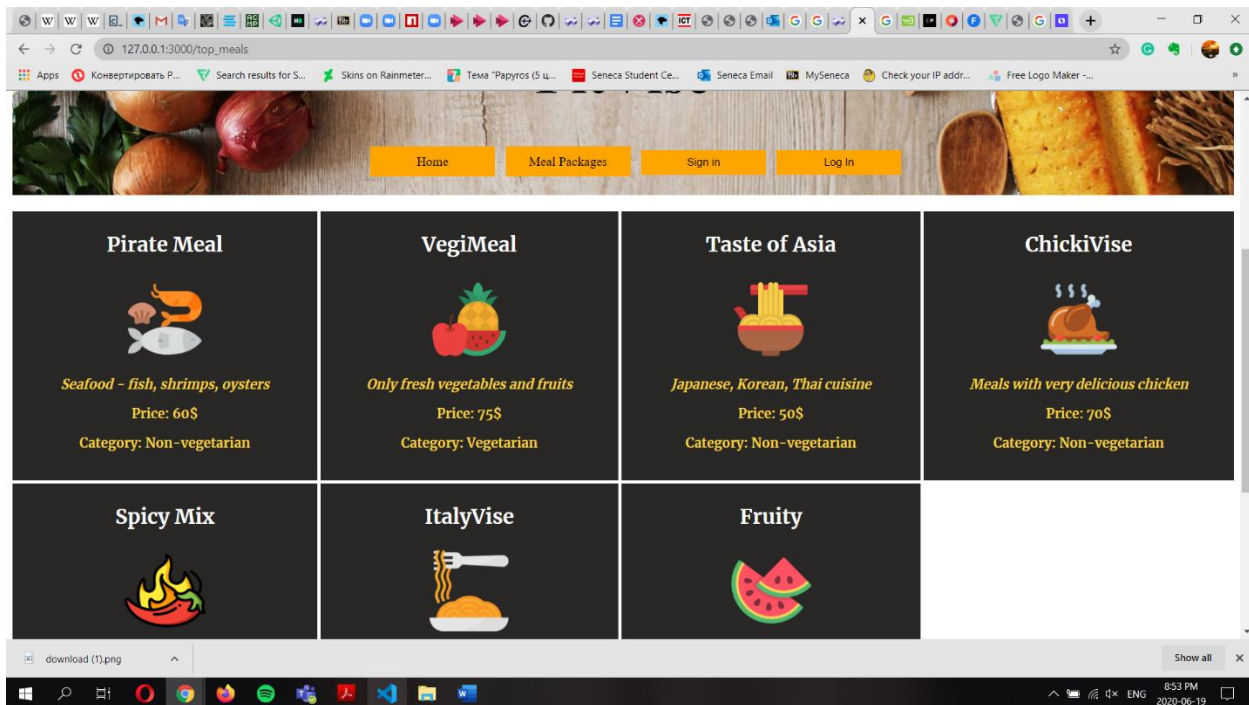 127.0.0.1:3000/top_meals
Apps Конвертировать P... Search results for S... Skins on Rainmeter... Тема "Papyros (5 ц... Seneca Student Ce... Seneca Email MySeneca Check your IP addr... Free Logo Maker -... »
Home Meal Packages Sign in Log In
Pirate Meal
Seafood - fish, shrimps, oysters
Price: 60$
Category: Non-vegetarian
VegiMeal
Only fresh vegetables and fruits
Price: 75$
Category: Vegetarian
Taste of Asia
Japanese, Korean, Thai cuisine
Price: 50$
Category: Non-vegetarian
ChickiVise
Meals with very delicious chicken
Price: 70$
Category: Non-vegetarian
Spicy Mix
ItalyVise
Fruity
download (1).png
Show all
ENG
8:53 PM
2020-06-19